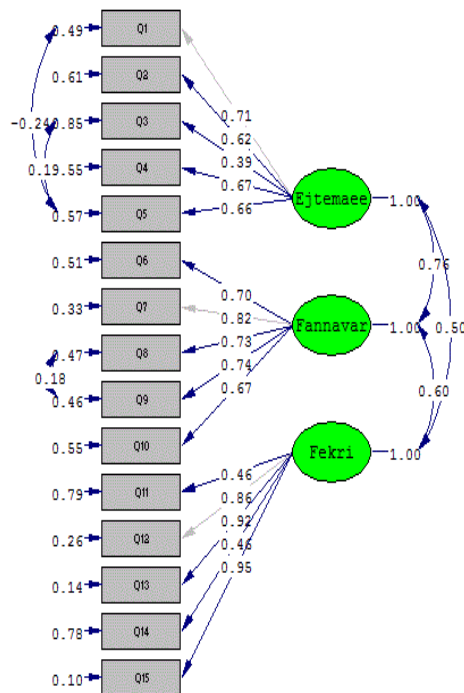 0.49 Q1
0.61 Q2
-0.24 0.85 Q3
0.71
0.62
0.39
0.19 .55 Q4
0.67
0.66
Ejtemaee 1.00
0.57 Q5
0.51 Q6
0.76
0.70
0.33 Q7
0.82
Fannavar 1.00 0.50
0.73
0.47 Q8
0.74
0.18
0.67
0.60
0.46 Q9
0.55 Q10
Fekri 1.00
0.46
0.79 Q11
0.86
0.92
0.26 Q12
0.46
0.95
0.14 Q13
0.78 Q14
0.10 Q15